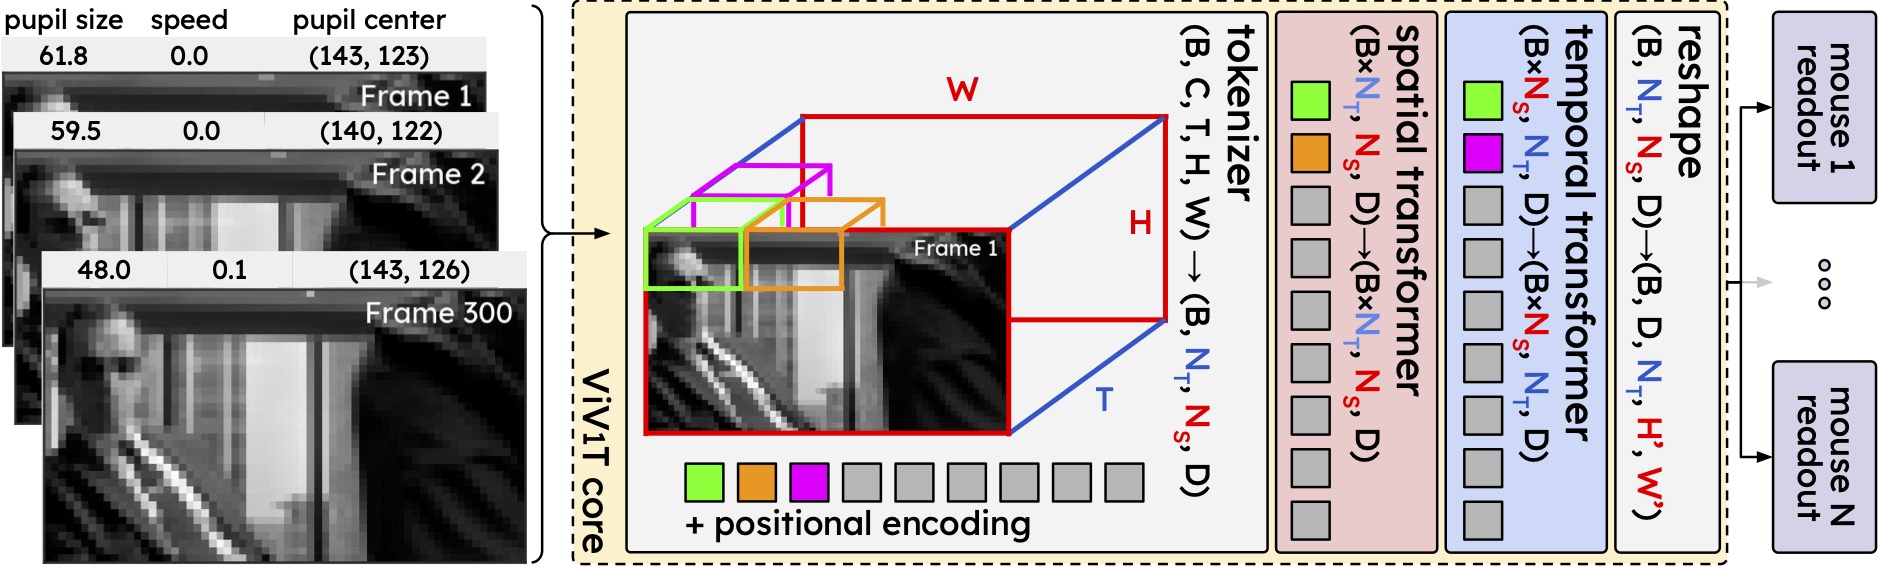 pupil size speed pupil center
61.8 0.0 (143, 123)
Frame 1
59.5 0.0 (140, 122)
Frame 2
48.0 0.1 (143, 126)
Frame 300
ViV1T core
W
H
T
Frame 1
+ positional encoding
tokenizer
(B, C, T, H, W) → (B, N_T, N_S, D)
spatial transformer
(B×N_T, N_S, D)→(B×N_T, N_S, D)
temporal transformer
(B×N_S, N_T, D)→(B×N_S, N_T, D)
reshape
(B, N_T, N_S, D)→(B, D, N_T, H', W')
mouse 1
readout
mouse N
readout